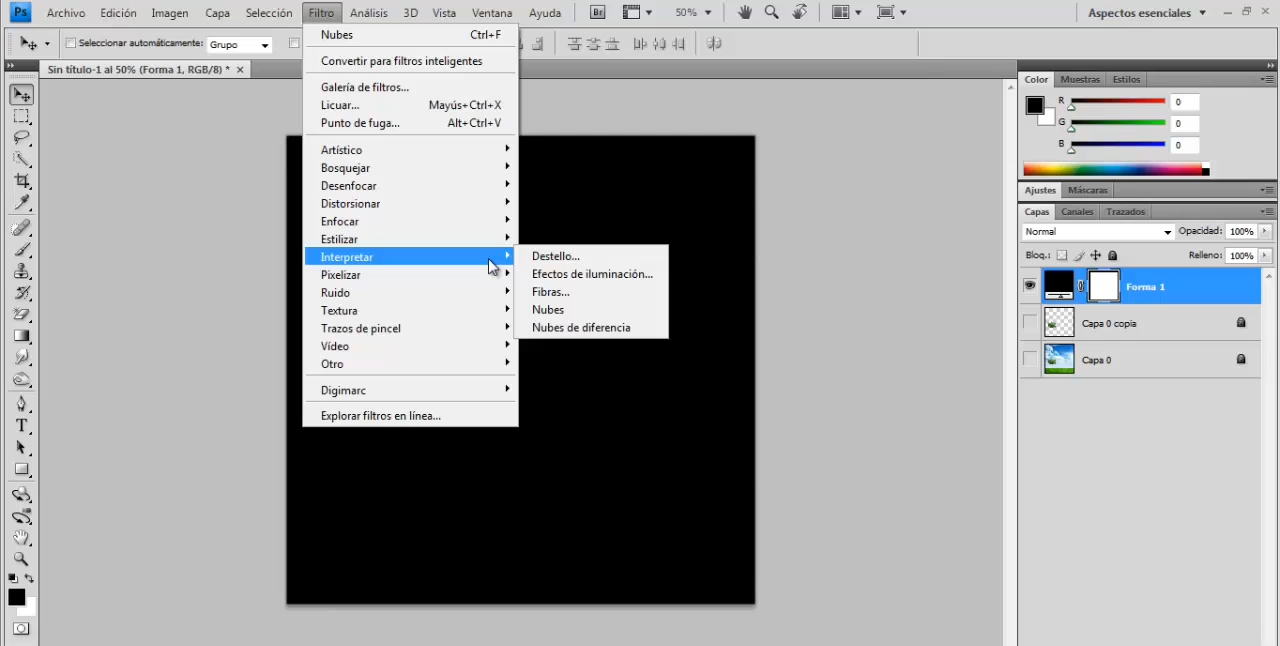 Ps Archivo Edición Imagen Capa Selección Filtro Análisis 3D Vista Ventana Ayuda Br 50% Aspectos esenciales
Seleccionar automáticamente: Grupo
Sin título-1 al 50% (Forma 1, RGB/8) *
Nubes Ctrl+F
Convertir para filtros inteligentes
Galería de filtros...
Licuar... Mayús+Ctrl+X
Punto de fuga... Alt+Ctrl+V
Artístico
Bosquejar
Desenfocar
Distorsionar
Enfocar
Estilizar
Interpretar
Pixelizar
Ruido
Textura
Trazos de pincel
Vídeo
Otro
Digimarc
Explorar filtros en línea...
Destello...
Efectos de iluminación...
Fibras...
Nubes
Nubes de diferencia
Color Muestras Estilos
R 0
G 0
B 0
Ajustes Máscaras
Capas Canales Trazados
Normal Opacidad: 100%
Bloq.: Relleno: 100%
Forma 1
Capa 0 copia
Capa 0
T